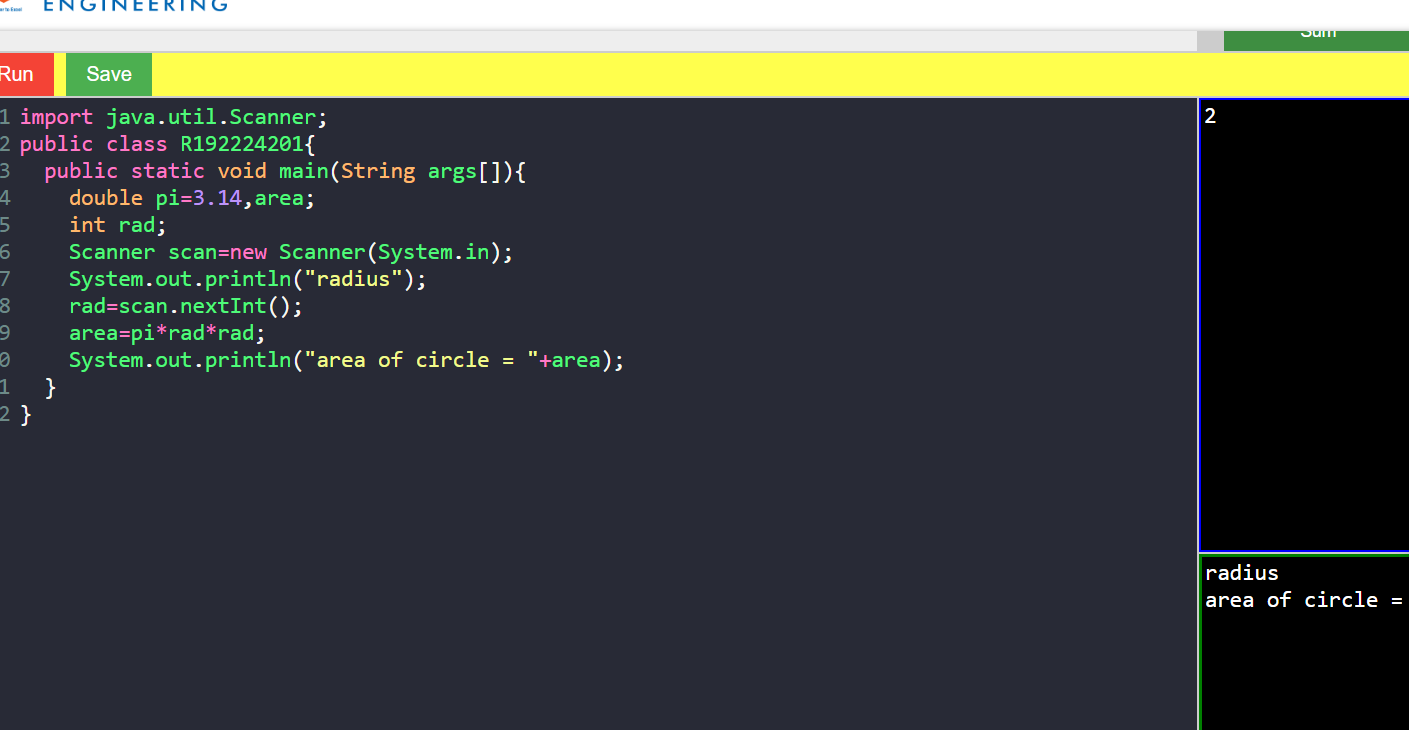 ENGINEERING
Sum
Run
Save
1 import java.util.Scanner;
2 public class R192224201{
3 public static void main(String args[]){
4 double pi=3.14,area;
5 int rad;
6 Scanner scan=new Scanner(System.in);
7 System.out.println("radius");
8 rad=scan.nextInt();
9 area=pi*rad*rad;
0 System.out.println("area of circle = "+area);
1 }
2 }
2
radius
area of circle =